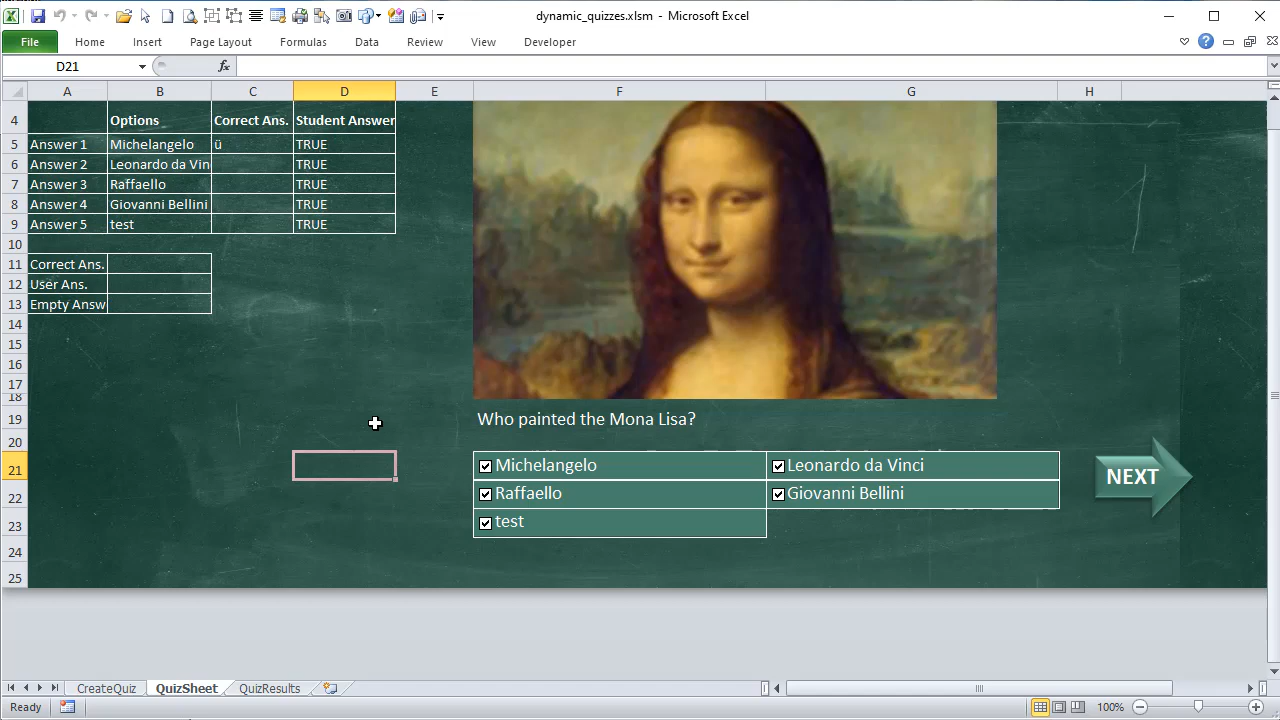 dynamic_quizzes.xlsm - Microsoft Excel
File Home Insert Page Layout Formulas Data Review View Developer
D21 fx
A B C D E F G H
4 Options Correct Ans. Student Answer
5 Answer 1 Michelangelo ü TRUE
6 Answer 2 Leonardo da Vin TRUE
7 Answer 3 Raffaello TRUE
8 Answer 4 Giovanni Bellini TRUE
9 Answer 5 test TRUE
10
11 Correct Ans.
12 User Ans.
13 Empty Answ
14
15
16
17
18
19 Who painted the Mona Lisa?
20
21 Michelangelo Leonardo da Vinci NEXT
22 Raffaello Giovanni Bellini
23 test
24
25
CreateQuiz QuizSheet QuizResults
Ready 100%